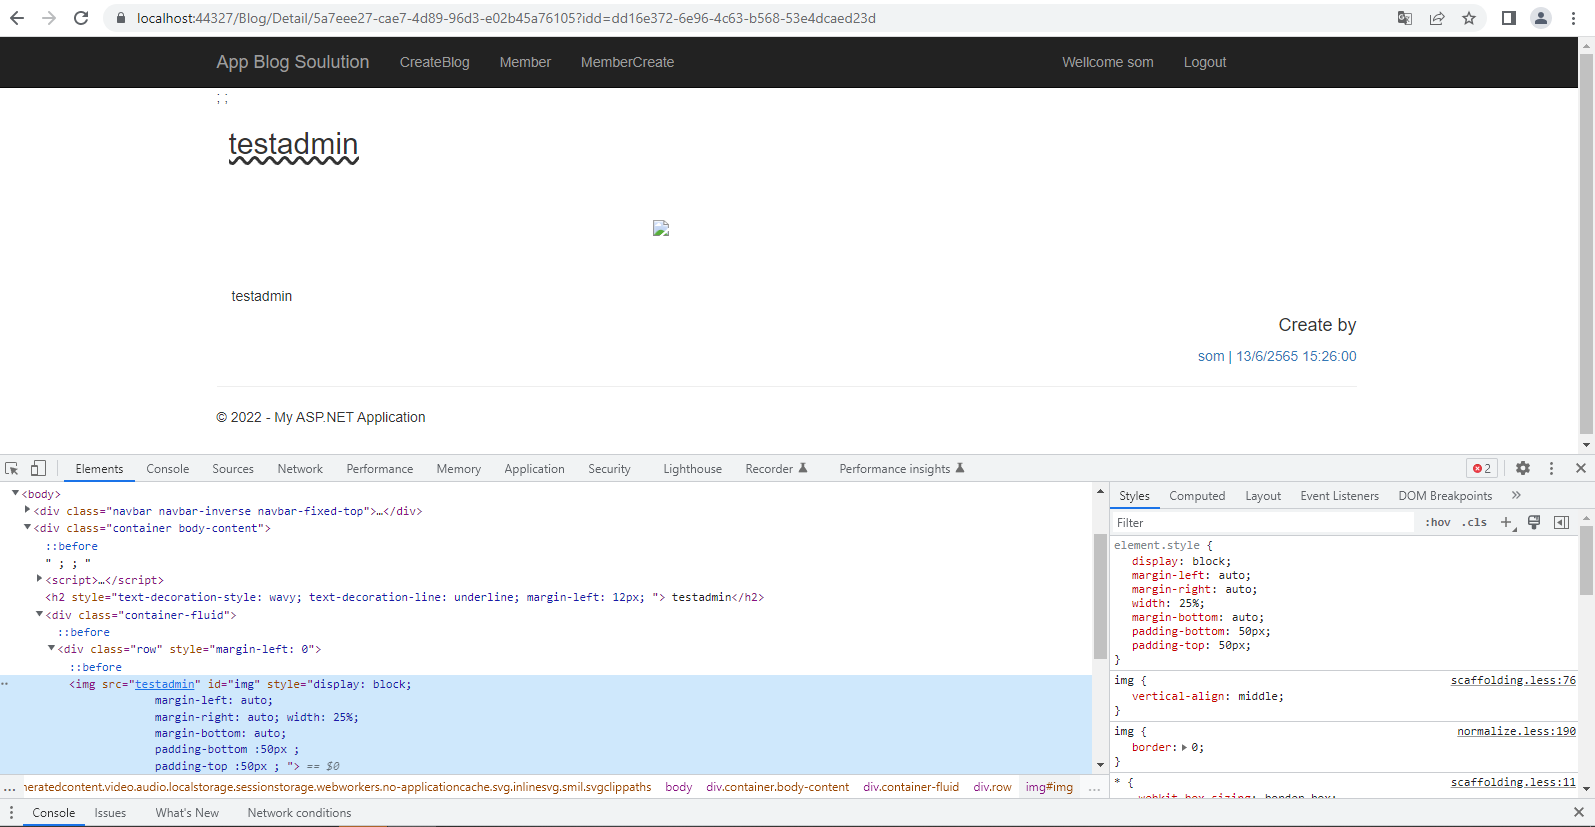 localhost:44327/Blog/Detail/5a7eee27-cae7-4d89-96d3-e02b45a76105?idd=dd16e372-6e96-4c63-b568-53e4dcaed23d
App Blog Soulution CreateBlog Member MemberCreate Wellcome som Logout
; ;
testadmin
testadmin
Create by
som | 13/6/2565 15:26:00
© 2022 - My ASP.NET Application
Elements Console Sources Network Performance Memory Application Security Lighthouse Recorder Performance insights 2
<body>
<div class="navbar navbar-inverse navbar-fixed-top">…</div>
<div class="container body-content">
::before
" ; ; "
<script>…</script>
<h2 style="text-decoration-style: wavy; text-decoration-line: underline; margin-left: 12px; "> testadmin</h2>
<div class="container-fluid">
::before
<div class="row" style="margin-left: 0">
::before
<img src="testadmin" id="img" style="display: block;
margin-left: auto;
margin-right: auto; width: 25%;
margin-bottom: auto;
padding-bottom :50px ;
padding-top :50px ; "> == $0
… neratedcontent.video.audio.localstorage.sessionstorage.webworkers.no-applicationcache.svg.inlinesvg.smil.svgclippaths body div.container.body-content div.container-fluid div.row img#img …
Styles Computed Layout Event Listeners DOM Breakpoints »
Filter :hov .cls +
element.style {
display: block;
margin-left: auto;
margin-right: auto;
width: 25%;
margin-bottom: auto;
padding-bottom: 50px;
padding-top: 50px;
}
img { scaffolding.less:76
vertical-align: middle;
}
img { normalize.less:190
border: 0;
}
* { scaffolding.less:11
-webkit-box-sizing: border-box;
Console Issues What's New Network conditions